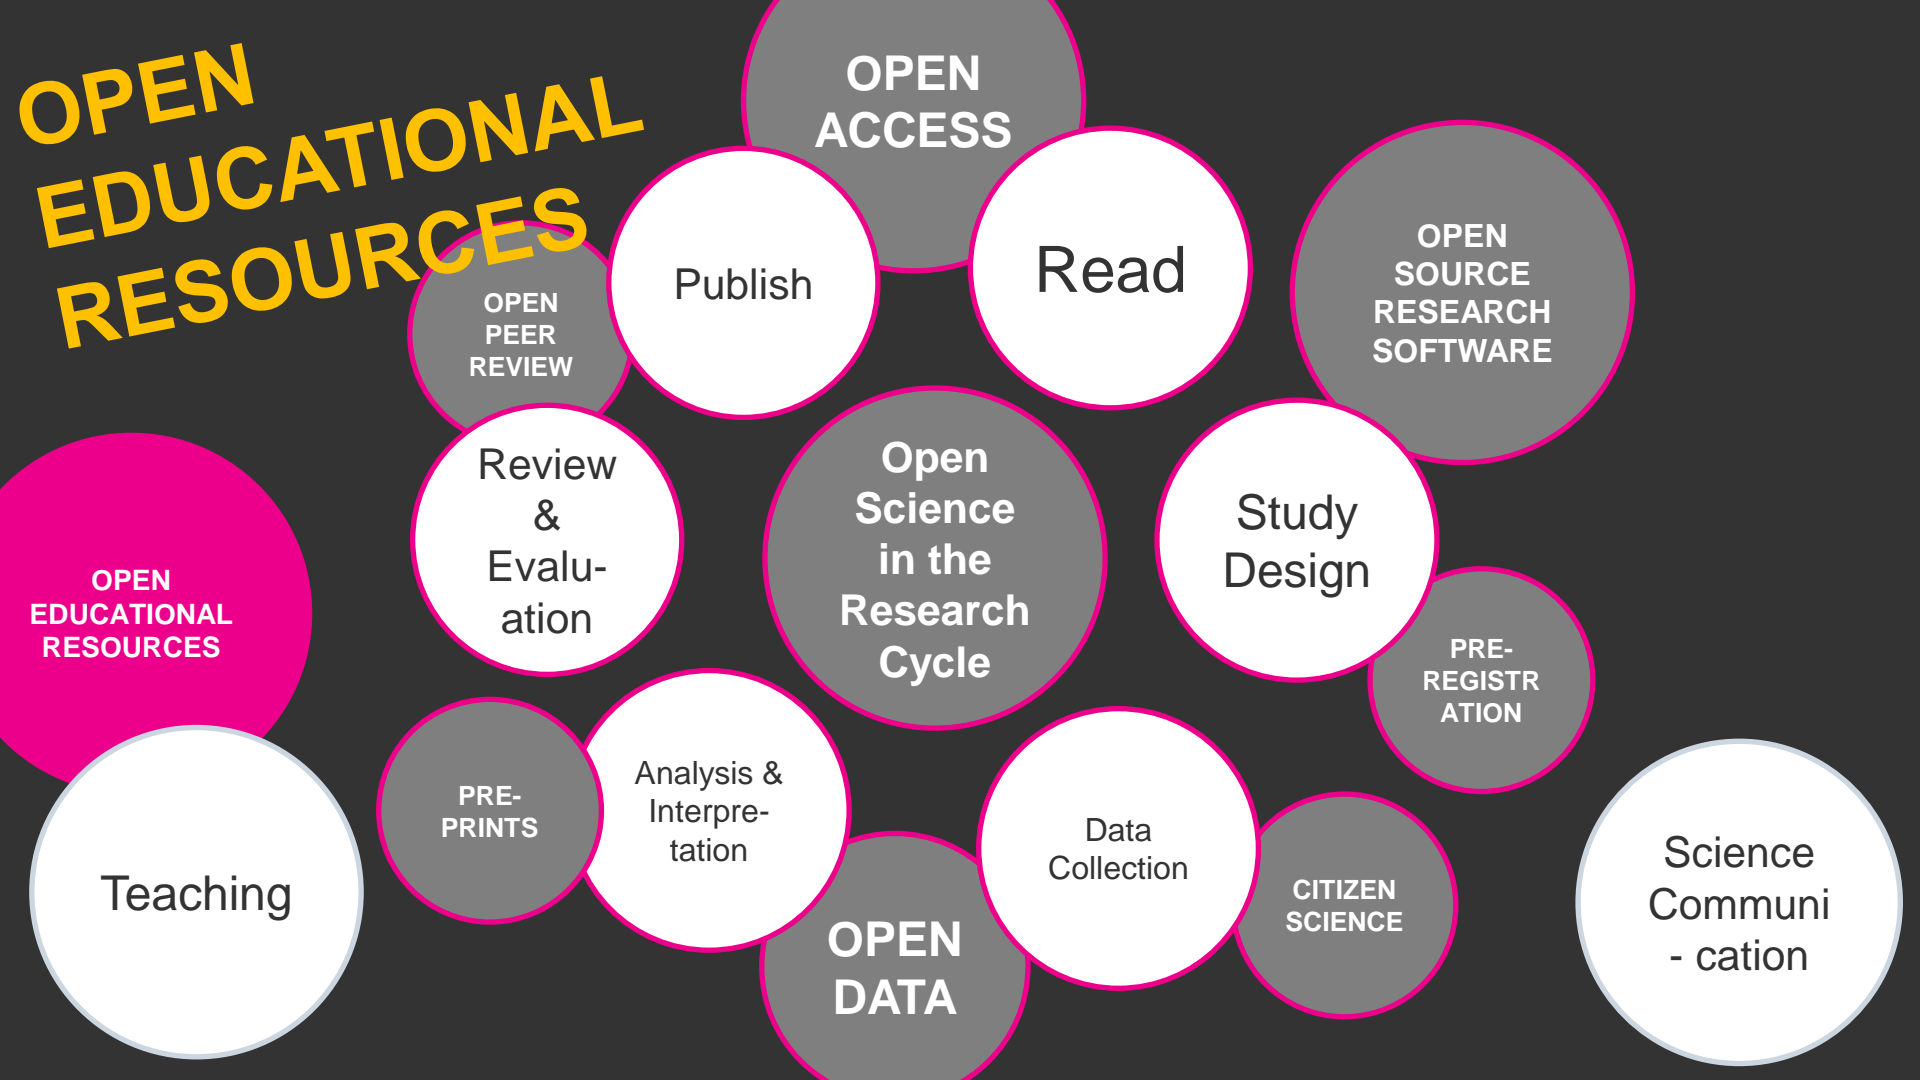 OPEN
EDUCATIONAL
RESOURCES
OPEN
ACCESS
Publish
Read
OPEN
SOURCE
RESEARCH
SOFTWARE
OPEN
PEER
REVIEW
Review
&
Evalu-
ation
Open
Science
in the
Research
Cycle
Study
Design
OPEN
EDUCATIONAL
RESOURCES
PRE-
REGISTR
ATION
PRE-
PRINTS
Analysis &
Interpre-
tation
Data
Collection
Teaching
OPEN
DATA
CITIZEN
SCIENCE
Science
Communi
- cation